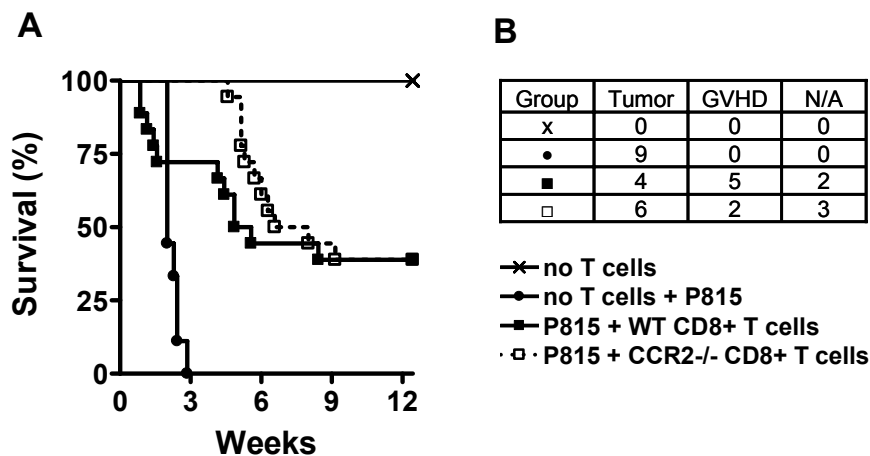 A
Survival (%)
100
75
50
25
0
0 3 6 9 12
Weeks
B
Group Tumor GVHD N/A
x 0 0 0
● 9 0 0
■ 4 5 2
□ 6 2 3
no T cells
no T cells + P815
P815 + WT CD8+ T cells
P815 + CCR2-/- CD8+ T cells